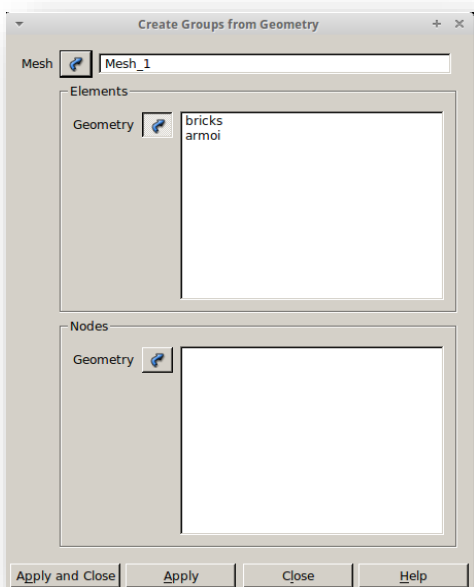 Create Groups from Geometry
Mesh Mesh_1
Elements
Geometry bricks
armoi
Nodes
Geometry
Apply and Close Apply Close Help